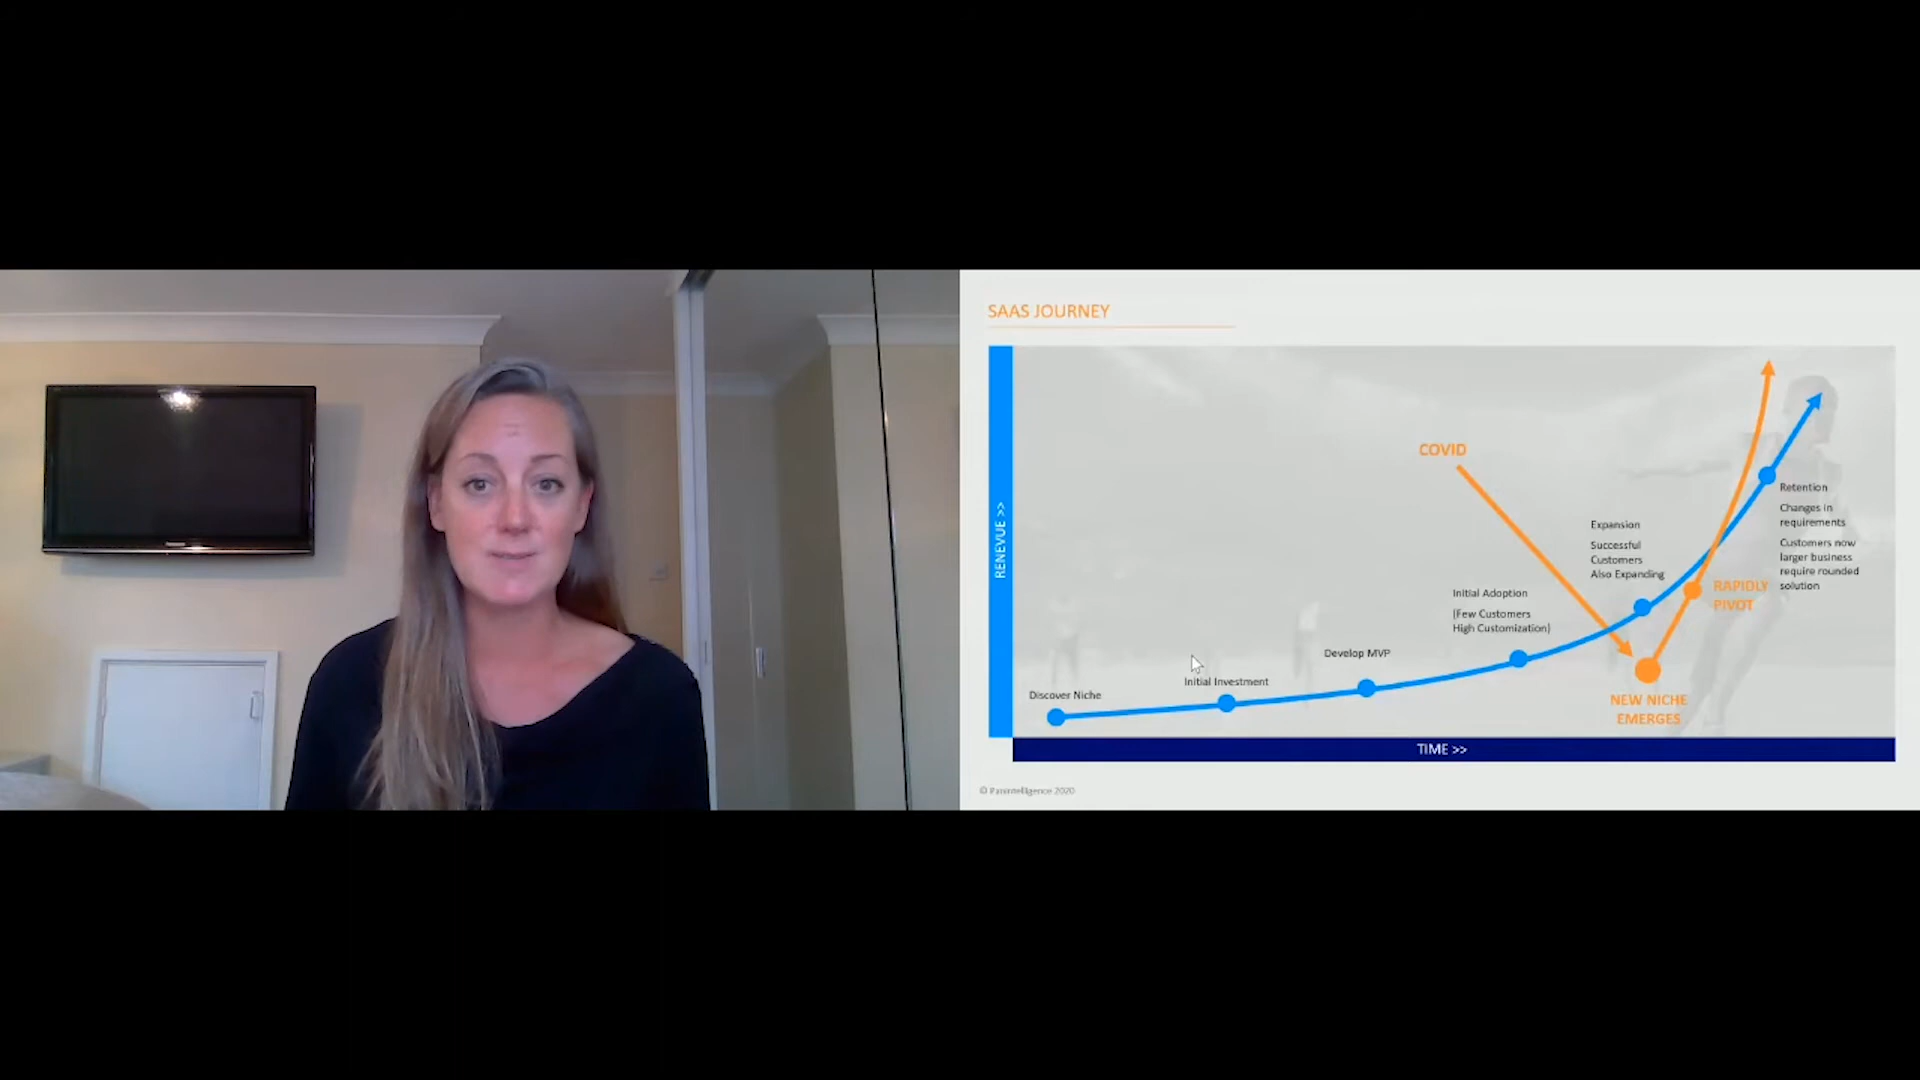 SAAS JOURNEY
RENEVUE >>
COVID
Discover Niche
Initial Investment
Develop MVP
Initial Adoption
(Few Customers
High Customization)
Expansion
Successful
Customers
Also Expanding
Retention
Changes in
requirements
Customers now
larger business
require rounded
solution
RAPIDLY
PIVOT
NEW NICHE
EMERGES
TIME >>
© Panintelligence 2020